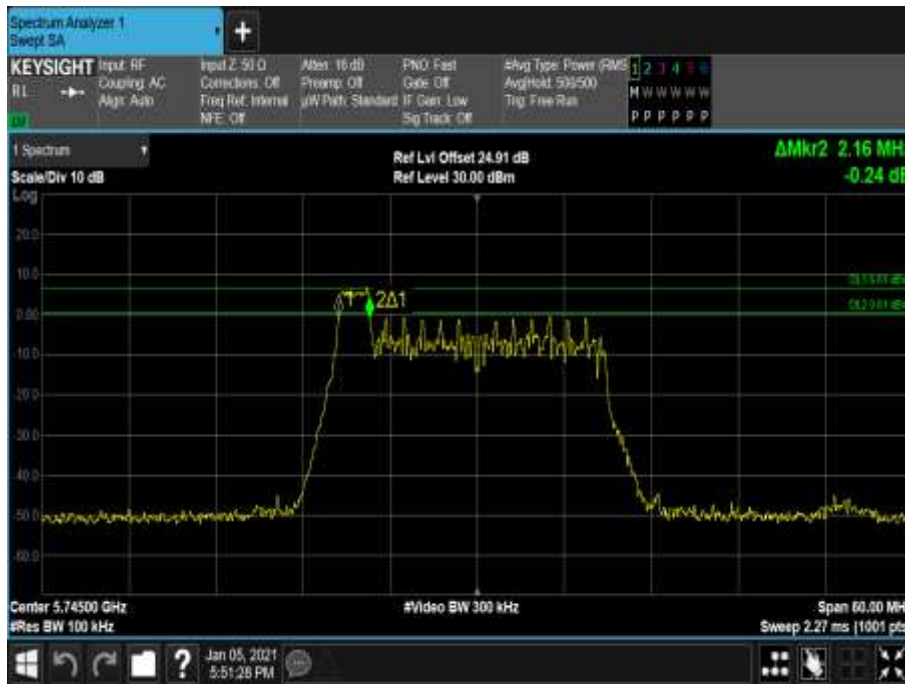 Spectrum Analyzer 1
Swept SA
+
KEYSIGHT Input: RF Input Z: 50 Ω Atten: 16 dB PNO: Fast #Avg Type: Power (RMS 1 2 3 4 5 6
RL Coupling: AC Corrections: Off Preamp: Off Gate: Off Avg|Hold: 500/500 M W W W W W
Align: Auto Freq Ref: Internal µW Path: Standard IF Gain: Low Trig: Free Run
NFE: Off Sig Track: Off P P P P P P
1 Spectrum
Ref Lvl Offset 24.91 dB ΔMkr2 2.16 MH
Scale/Div 10 dB Ref Level 30.00 dBm -0.24 dB
Log
20.0
10.0
0.00
1 2Δ1
-10.0
-20.0
-30.0
-40.0
-50.0
-60.0
Center 5.74500 GHz #Video BW 300 kHz Span 60.00 MH
#Res BW 100 kHz Sweep 2.27 ms (1001 pts
? Jan 05, 2021
5:51:28 PM